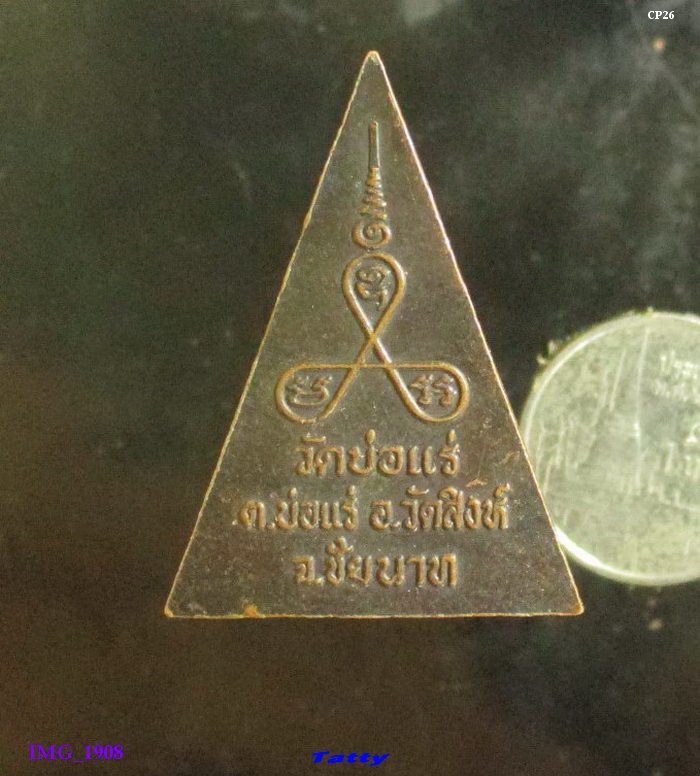 CP26
วัดบ่อแร่
ต.บ่อแร่ อ.วัดสิงห์
จ.ชัยนาท
IMG 1908
Tatty